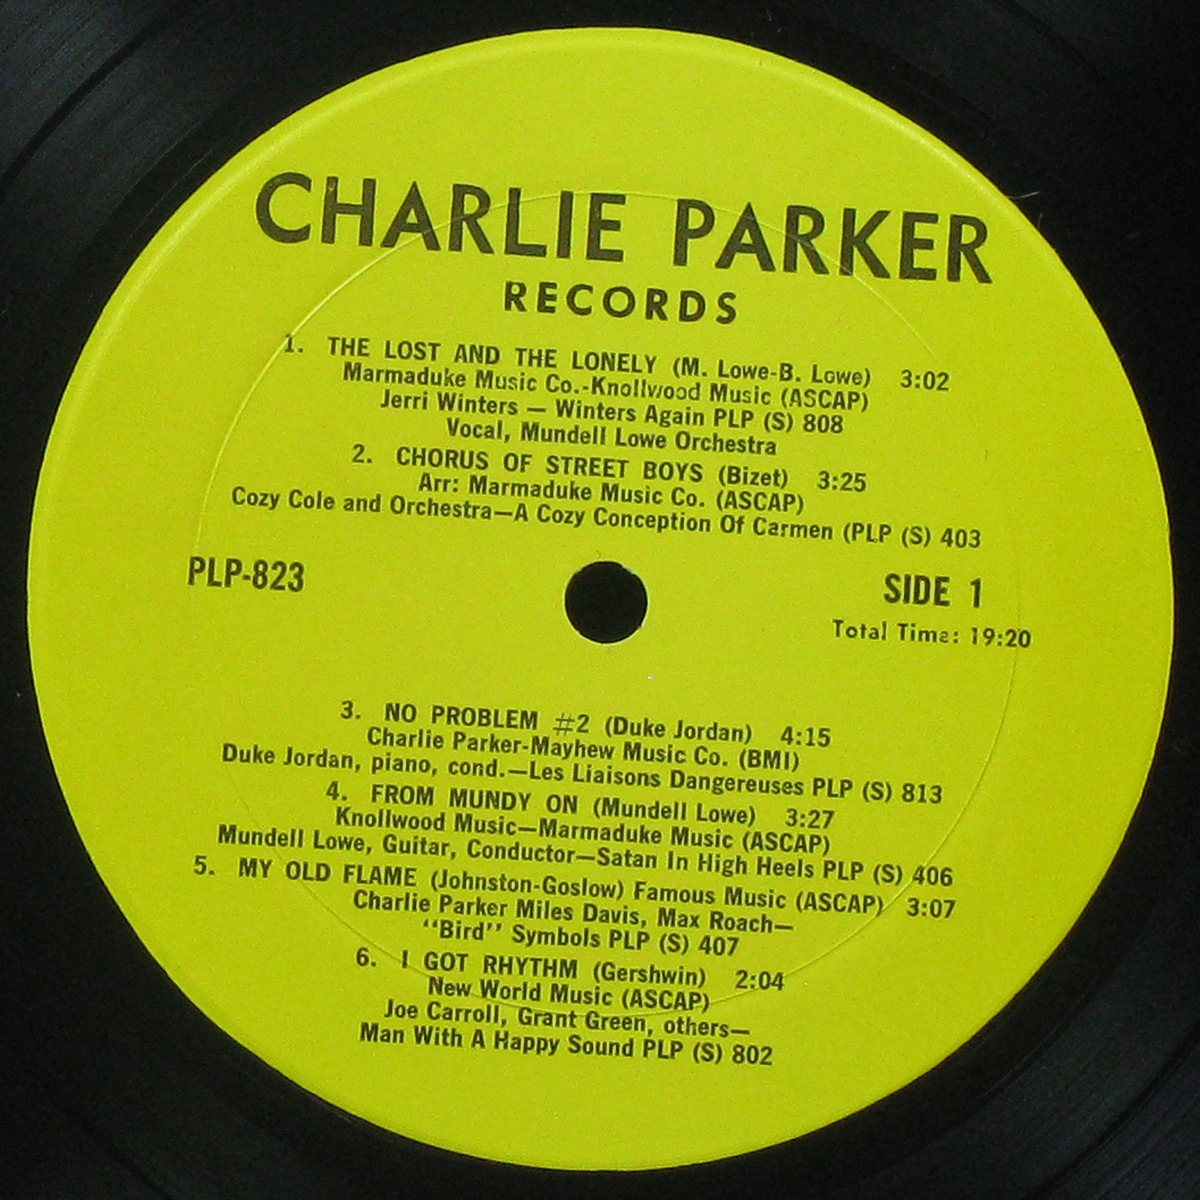 CHARLIE PARKER
RECORDS
1. THE LOST AND THE LONELY (M. Lowe-B. Lowe) 3:02
Marmaduke Music Co.-Knollwood Music (ASCAP)
Jerri Winters — Winters Again PLP (S) 808
Vocal, Mundell Lowe Orchestra
2. CHORUS OF STREET BOYS (Bizet) 3:25
Arr: Marmaduke Music Co. (ASCAP)
Cozy Cole and Orchestra—A Cozy Conception Of Carmen (PLP (S) 403
PLP-823
SIDE 1
Total Time: 19:20
3. NO PROBLEM #2 (Duke Jordan) 4:15
Charlie Parker-Mayhew Music Co. (BMI)
Duke Jordan, piano, cond.—Les Liaisons Dangereuses PLP (S) 813
4. FROM MUNDY ON (Mundell Lowe) 3:27
Knollwood Music—Marmaduke Music (ASCAP)
Mundell Lowe, Guitar, Conductor—Satan In High Heels PLP (S) 406
5. MY OLD FLAME (Johnston-Goslow) Famous Music (ASCAP) 3:07
Charlie Parker Miles Davis, Max Roach—
“Bird” Symbols PLP (S) 407
6. I GOT RHYTHM (Gershwin) 2:04
New World Music (ASCAP)
Joe Carroll, Grant Green, others—
Man With A Happy Sound PLP (S) 802